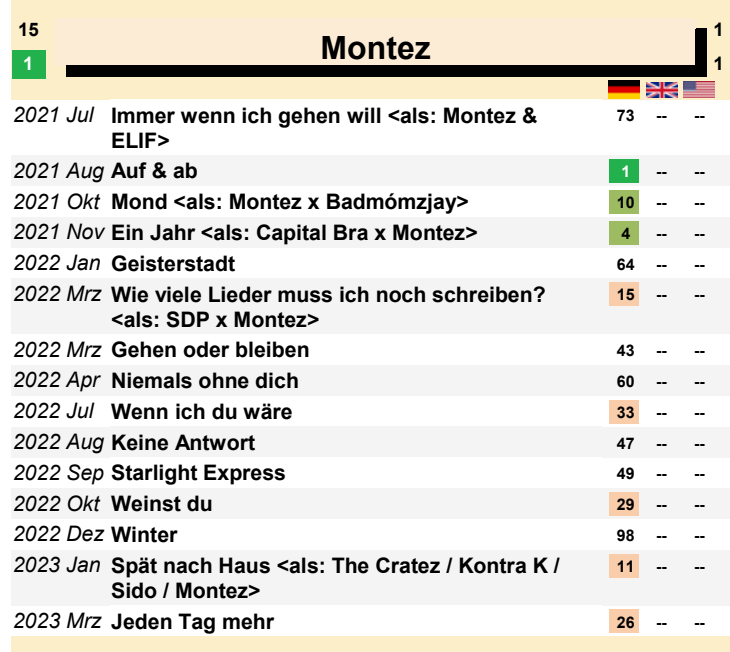 15 Montez 1
1 1
2021 Jul Immer wenn ich gehen will <als: Montez & 73 -- --
ELIF>
2021 Aug Auf & ab 1 -- --
2021 Okt Mond <als: Montez x Badmómzjay> 10 -- --
2021 Nov Ein Jahr <als: Capital Bra x Montez> 4 -- --
2022 Jan Geisterstadt 64 -- --
2022 Mrz Wie viele Lieder muss ich noch schreiben? 15 -- --
<als: SDP x Montez>
2022 Mrz Gehen oder bleiben 43 -- --
2022 Apr Niemals ohne dich 60 -- --
2022 Jul Wenn ich du wäre 33 -- --
2022 Aug Keine Antwort 47 -- --
2022 Sep Starlight Express 49 -- --
2022 Okt Weinst du 29 -- --
2022 Dez Winter 98 -- --
2023 Jan Spät nach Haus <als: The Cratez / Kontra K / 11 -- --
Sido / Montez>
2023 Mrz Jeden Tag mehr 26 -- --